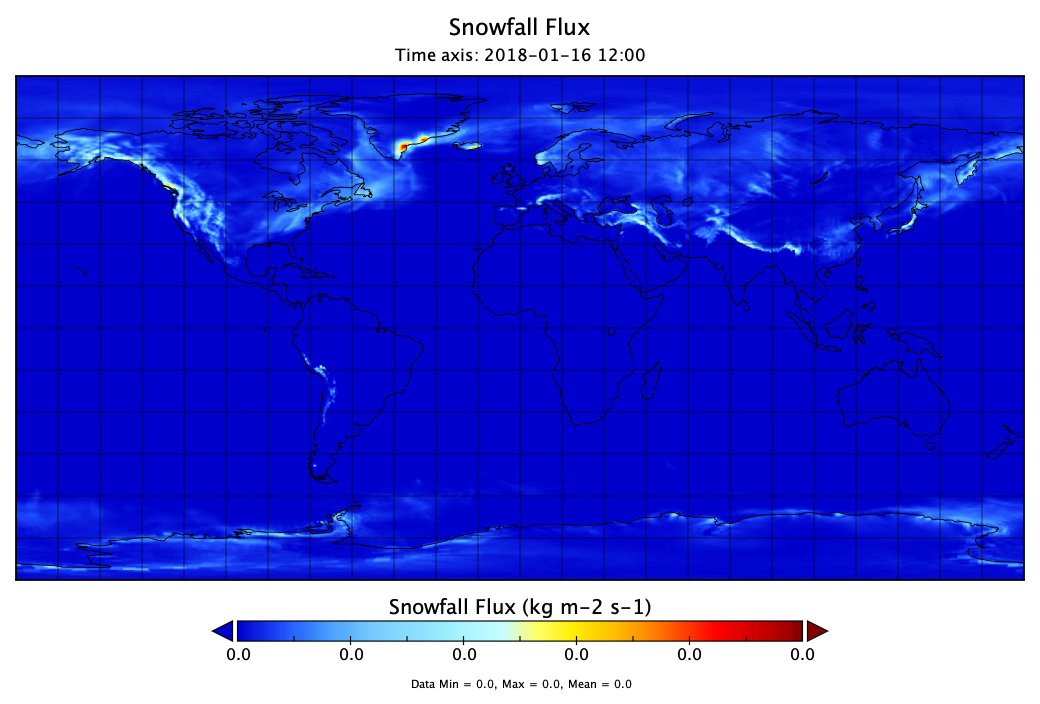 Snowfall Flux
Time axis: 2018-01-16 12:00
Snowfall Flux (kg m-2 s-1)
0.0 0.0 0.0 0.0 0.0 0.0
Data Min = 0.0, Max = 0.0, Mean = 0.0